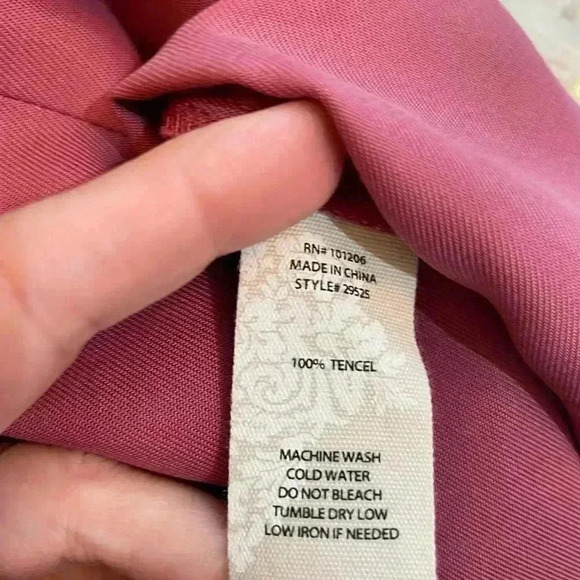 RN# 101206
MADE IN CHINA
STYLE# 29525
100% TENCEL
MACHINE WASH
COLD WATER
DO NOT BLEACH
TUMBLE DRY LOW
LOW IRON IF NEEDED